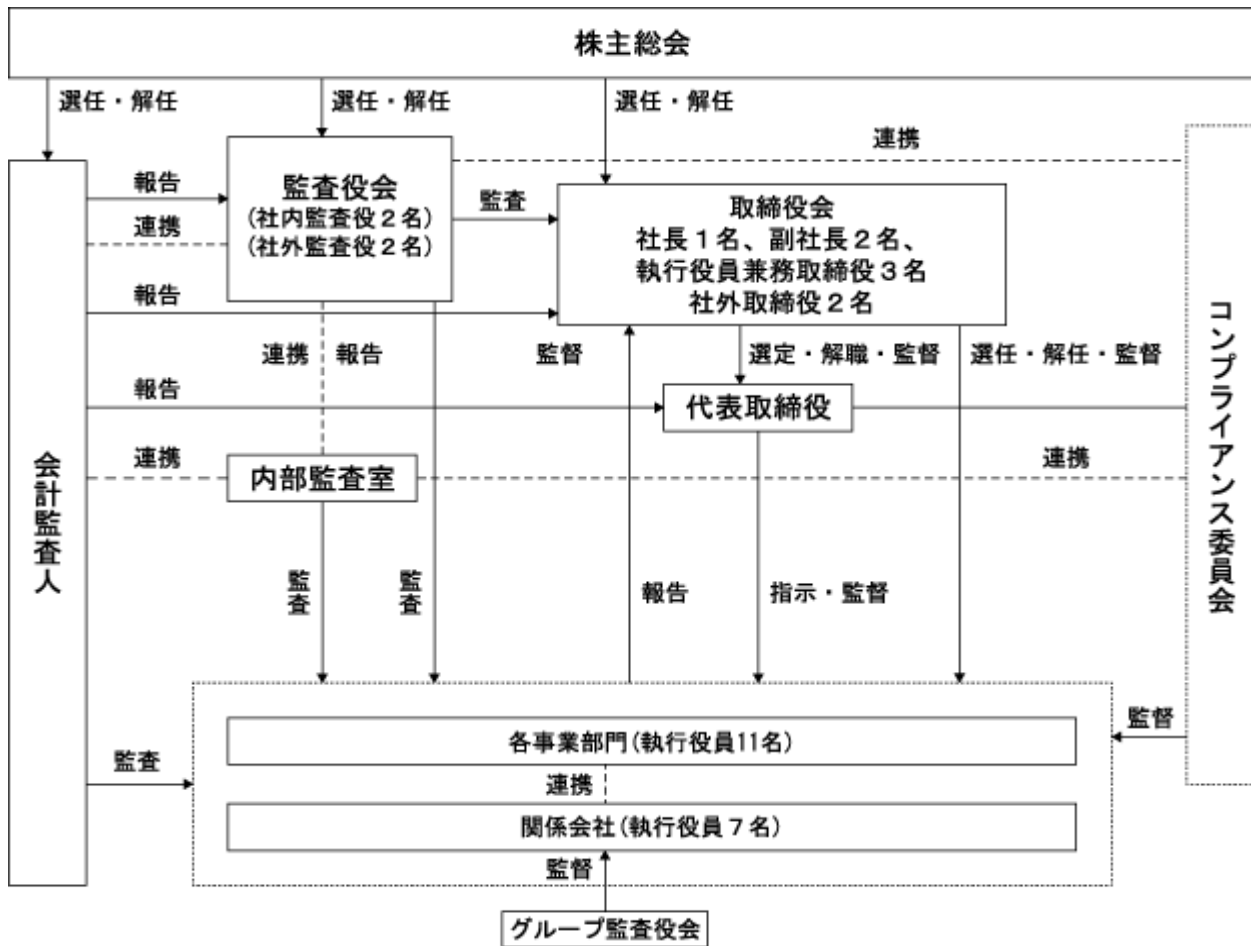 株主総会
選任・解任
選任・解任
選任・解任
連携
報告
監査役会
(社内監査役２名)
(社外監査役２名)
監査
取締役会
社長１名、副社長２名、
執行役員兼務取締役３名
社外取締役２名
連携
報告
連携
報告
監督
選定・解職・監督
選任・解任・監督
報告
代表取締役
連携
内部監査室
連携
会計監査人
コンプライアンス委員会
監査
監査
報告
指示・監督
各事業部門(執行役員11名)
監督
監査
連携
関係会社(執行役員７名)
監督
グループ監査役会